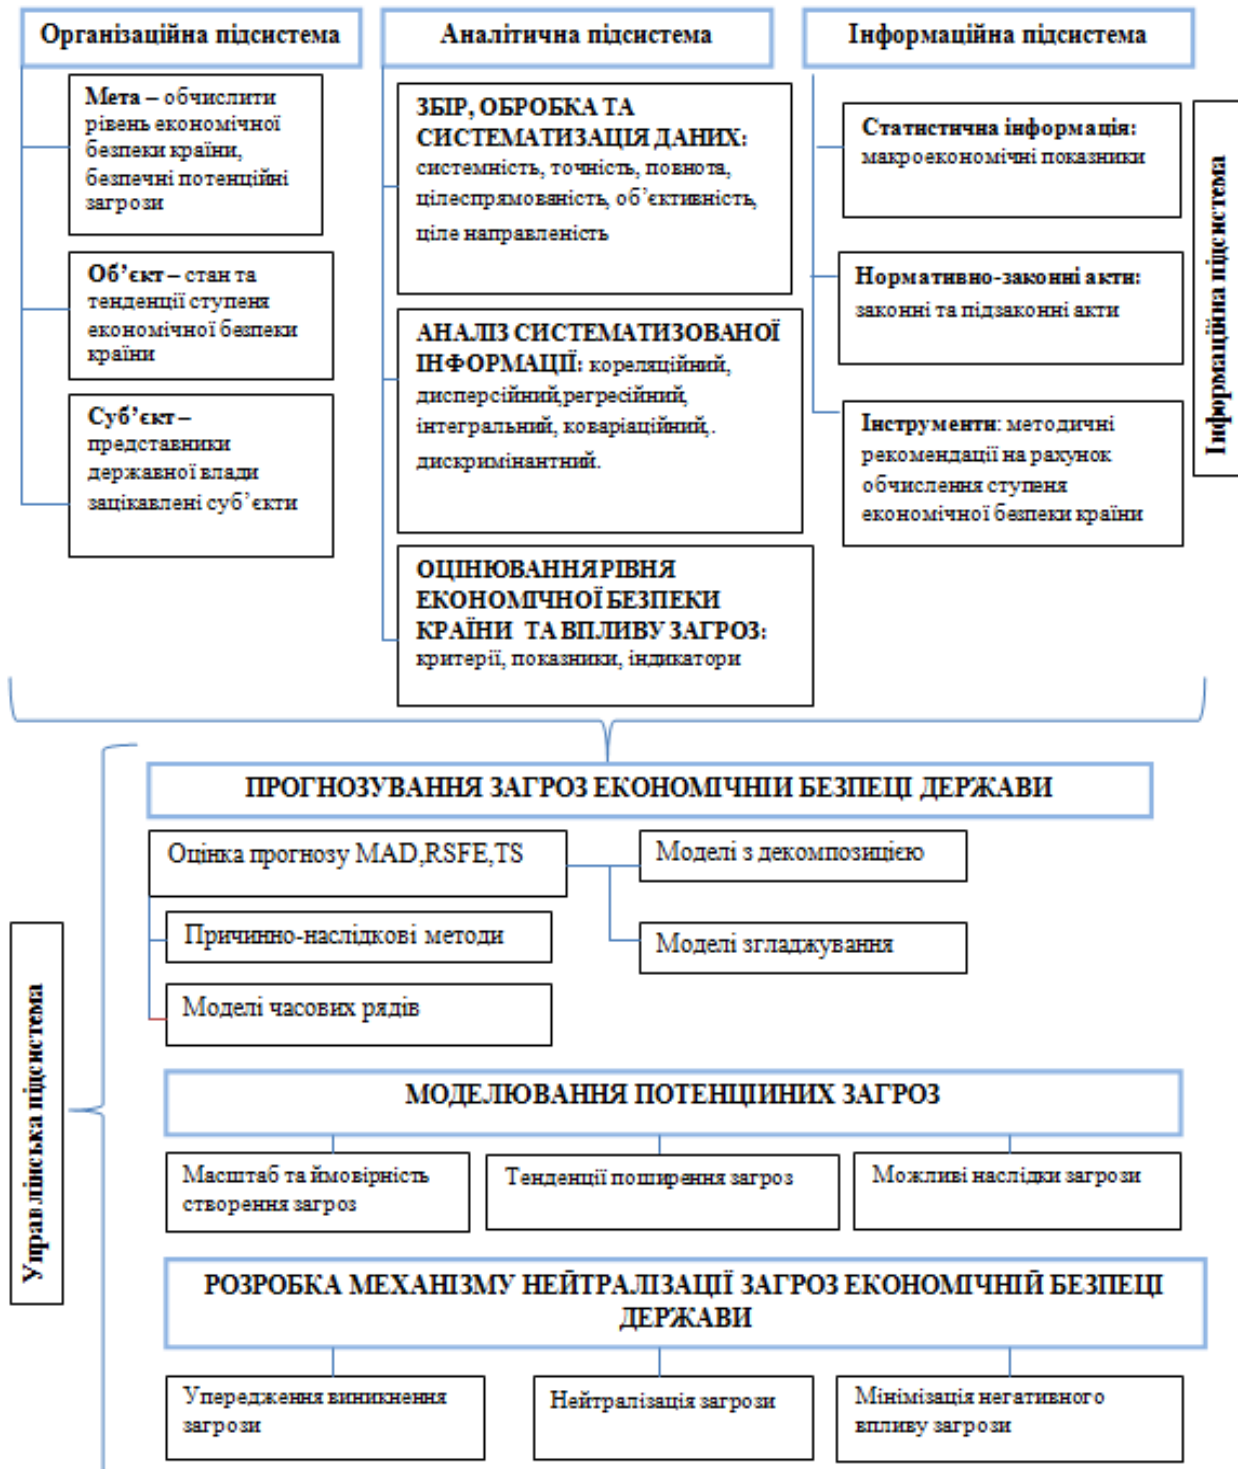 Організаційна підсистема
Мета – обчислити
рівень економічної
безпеки країни,
безпечні потенційні
загрози
Об’єкт – стан та
тенденції ступеня
економічної безпеки
країни
Суб’єкт –
представники
державної влади
зацікавлені суб’єкти
Аналітична підсистема
ЗБІР, ОБРОБКА ТА
СИСТЕМАТИЗАЦІЯ ДАНИХ:
системність, точність, повнота,
цілеспрямованість, об’єктивність,
ціле направленість
АНАЛІЗ СИСТЕМАТИЗОВАНОЇ
ІНФОРМАЦІЇ: кореляційний,
дисперсійний,регресійний,
інтегральний, коваріаційний,.
дискримінантний.
ОЦІНЮВАННЯ РІВНЯ
ЕКОНОМІЧНОЇ БЕЗПЕКИ
КРАЇНИ ТА ВПЛИВУ ЗАГРОЗ:
критерії, показники, індикатори
Інформаційна підсистема
Статистична інформація:
макроекономічні показники
Нормативно-законні акти:
законні та підзаконні акти
Інструменти: методичні
рекомендації на рахунок
обчислення ступеня
економічної безпеки країни
Інформаційна підсистема
Управлінська підсистема
ПРОГНОЗУВАННЯ ЗАГРОЗ ЕКОНОМІЧНІЙ БЕЗПЕЦІ ДЕРЖАВИ
Оцінка прогнозу MAD,RSFE,TS
Причинно-наслідкові методи
Моделі часових рядів
Моделі з декомпозицією
Моделі згладжування
МОДЕЛЮВАННЯ ПОТЕНЦІЙНИХ ЗАГРОЗ
Масштаб та ймовірність
створення загроз
Тенденції поширення загроз
Можливі наслідки загрози
РОЗРОБКА МЕХАНІЗМУ НЕЙТРАЛІЗАЦІЇ ЗАГРОЗ ЕКОНОМІЧНІЙ БЕЗПЕЦІ
ДЕРЖАВИ
Упередження виникнення
загрози
Нейтралізація загрози
Мінімізація негативного
впливу загрози